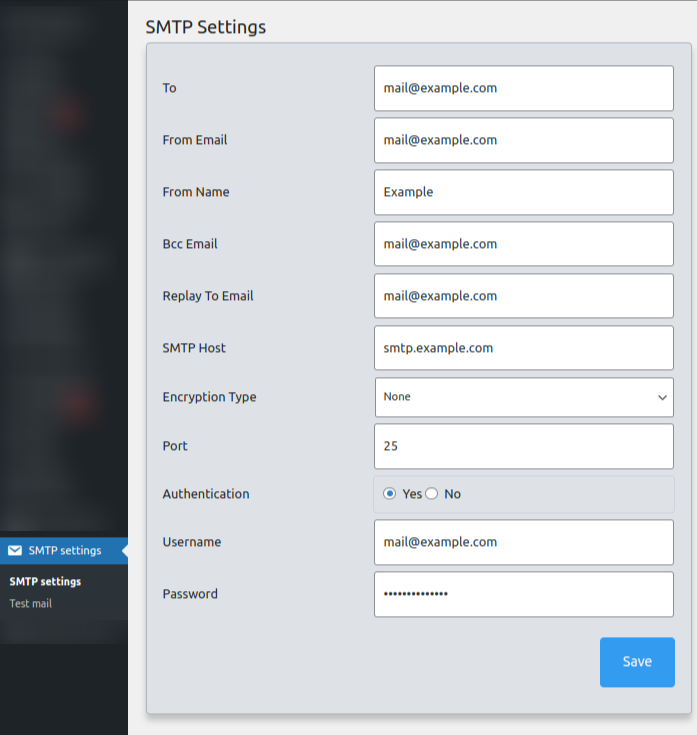 SMTP Settings
To
mail@example.com
From Email
mail@example.com
From Name
Example
Bcc Email
mail@example.com
Replay To Email
mail@example.com
SMTP Host
smtp.example.com
Encryption Type
None
Port
25
Authentication
Yes No
Username
mail@example.com
Password
••••••••••••••
Save
SMTP settings
SMTP settings
Test mail